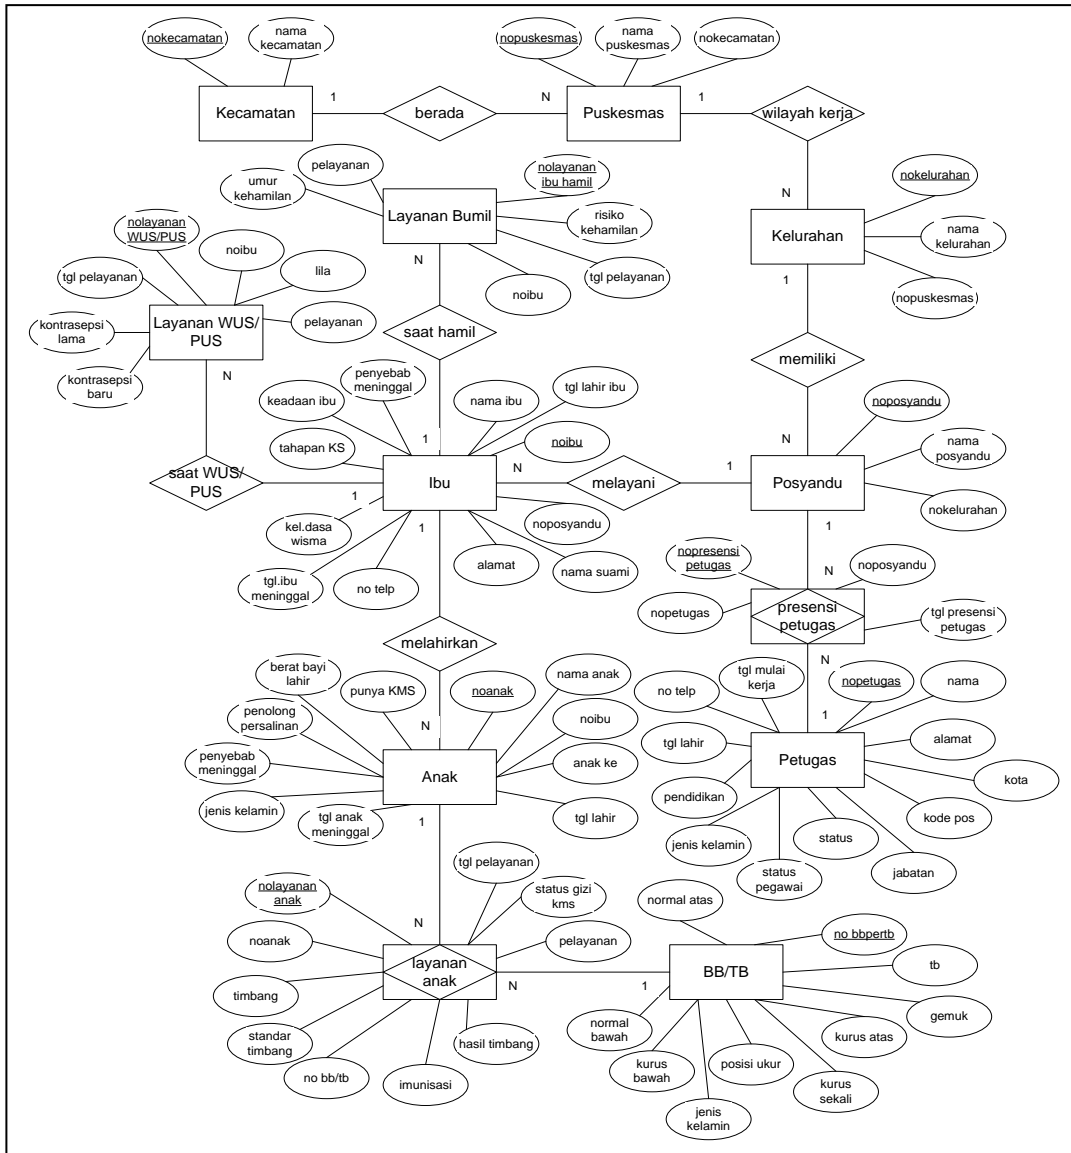 nokecamatan
nama
kecamatan
nopuskesmas
nama
puskesmas
nokecamatan
Kecamatan
1
berada
N
Puskesmas
1
wilayah kerja
N
umur
kehamilan
pelayanan
nolayanan
ibu hamil
Layanan Bumil
risiko
kehamilan
tgl pelayanan
noibu
N
nokelurahan
nama
kelurahan
nopuskesmas
Kelurahan
1
nolayanan
WUS/PUS
noibu
lila
tgl pelayanan
pelayanan
kontrasepsi
lama
kontrasepsi
baru
Layanan WUS/
PUS
N
saat hamil
memiliki
penyebab
meninggal
nama ibu
tgl lahir ibu
keadaan ibu
noibu
tahapan KS
1
N
saat WUS/
PUS
1
Ibu
melayani
1
N
Posyandu
noposyandu
nama
posyandu
nokelurahan
1
kel.dasa
wisma
1
noposyandu
tgl.ibu
meninggal
no telp
alamat
nama suami
nopresensi
petugas
N
noposyandu
nopetugas
presensi
petugas
tgl presensi
petugas
N
melahirkan
berat bayi
lahir
punya KMS
noanak
nama anak
penolong
persalinan
noibu
penyebab
meninggal
N
Anak
anak ke
jenis kelamin
tgl anak
meninggal
1
tgl lahir
no telp
tgl mulai
kerja
nopetugas
nama
1
tgl lahir
Petugas
alamat
kota
pendidikan
kode pos
jenis kelamin
status
status
pegawai
jabatan
nolayanan
anak
tgl pelayanan
status gizi
kms
N
noanak
pelayanan
layanan
anak
timbang
N
standar
timbang
hasil timbang
no bb/tb
imunisasi
normal atas
no bbpertb
BB/TB
tb
1
gemuk
normal
bawah
kurus atas
kurus
bawah
posisi ukur
kurus
sekali
jenis
kelamin